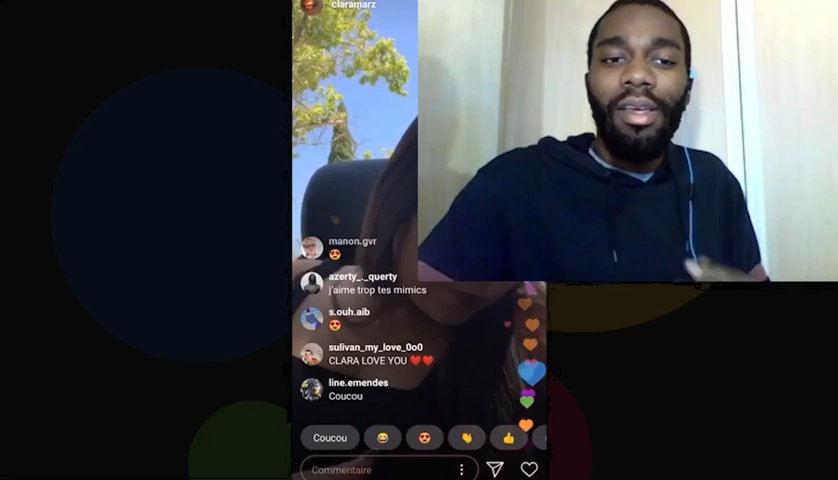 claramarz
manon.gvr
😍
azerty_._querty
j'aime trop tes mimics
s.ouh.aib
😍
sulivan_my_love_0o0
CLARA LOVE YOU ❤️❤️
line.emendes
Coucou
Coucou 😂 😍 👏 👍
Commentaire